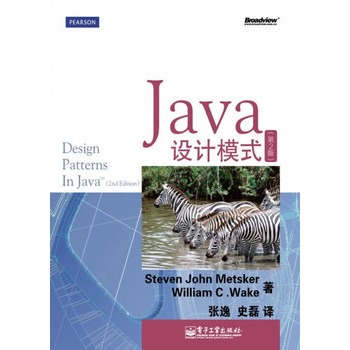 PEARSON
Broadview®
Java
设计模式
(第2版)
Design
Patterns
In Java™ (2nd Edition)
Steven John Metsker
William C .Wake
著
张逸 史磊 译
电子工业出版社